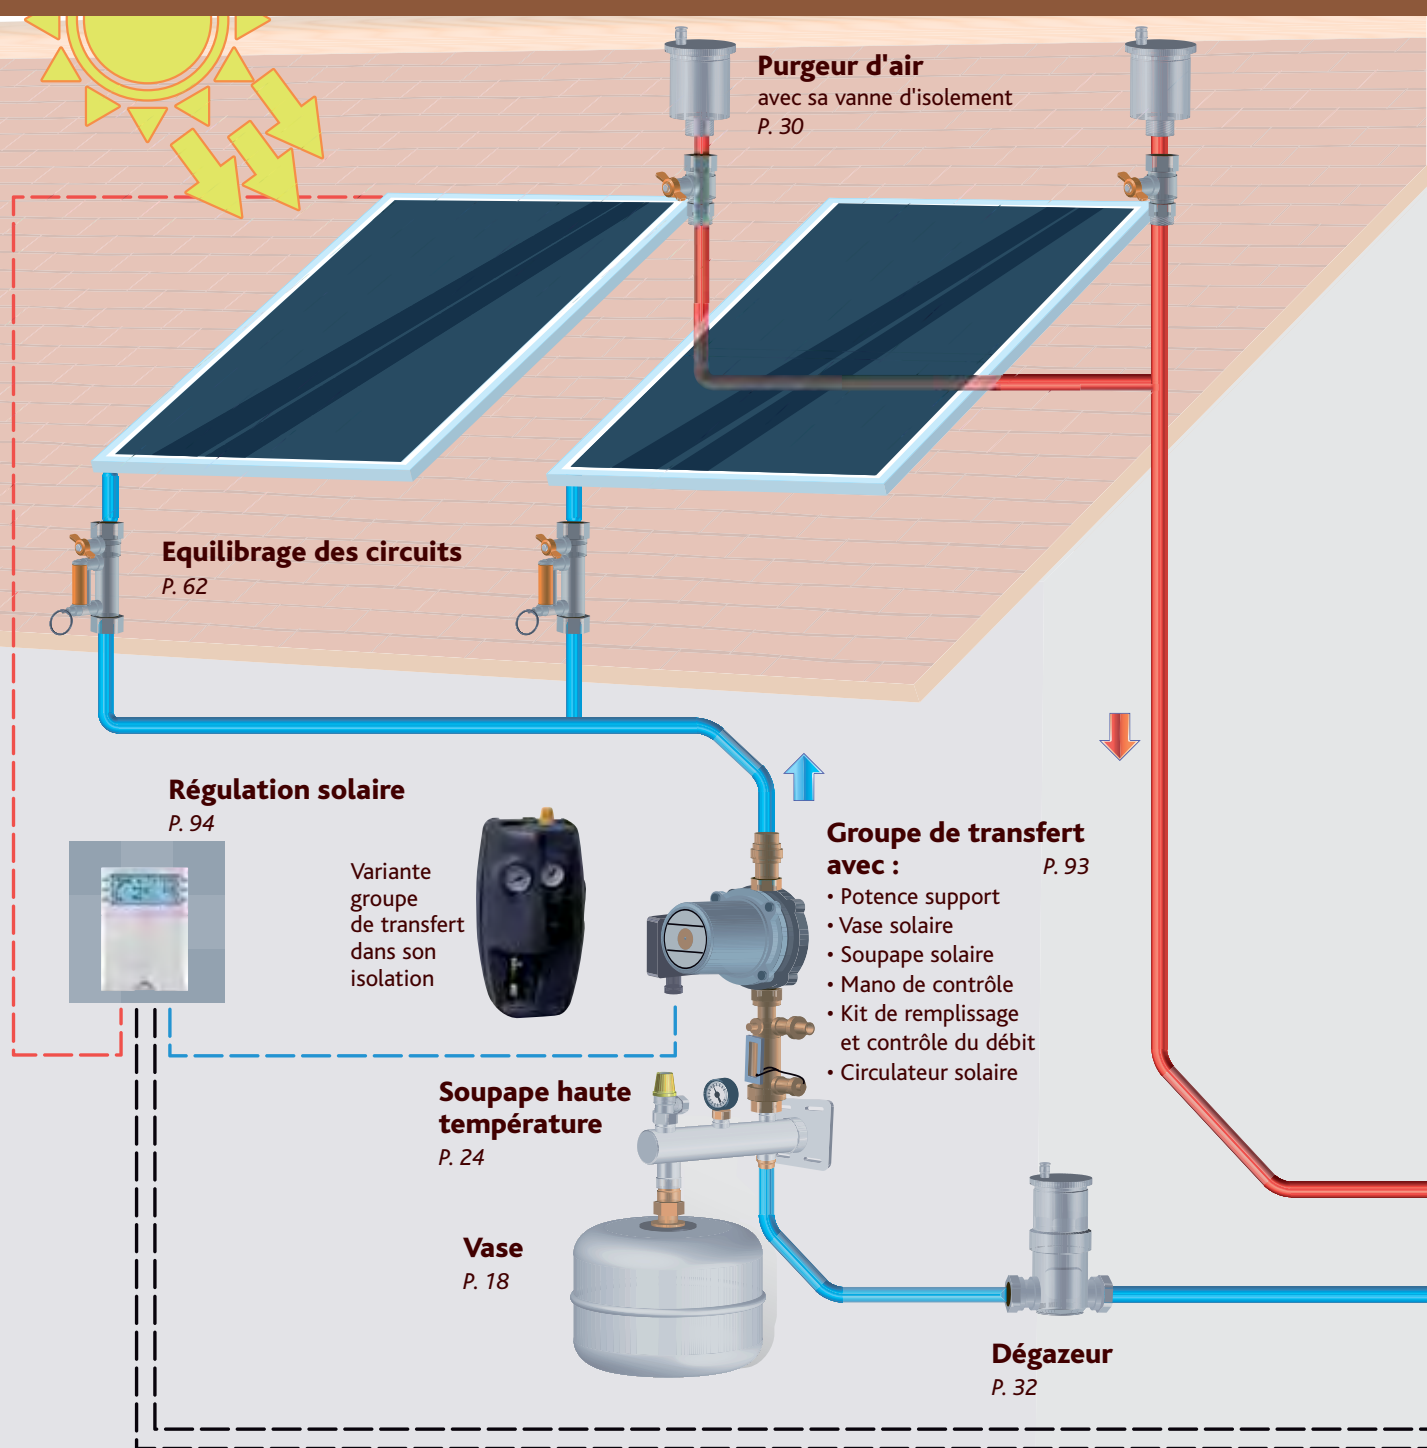 Purgeur d'air
avec sa vanne d'isolement
P. 30
Equilibrage des circuits
P. 62
Régulation solaire
P. 94
Variante
groupe
de transfert
dans son
isolation
Groupe de transfert
avec :
P. 93
• Potence support
• Vase solaire
• Soupape solaire
• Mano de contrôle
• Kit de remplissage
et contrôle du débit
• Circulateur solaire
Soupape haute
température
P. 24
Vase
P. 18
Dégazeur
P. 32